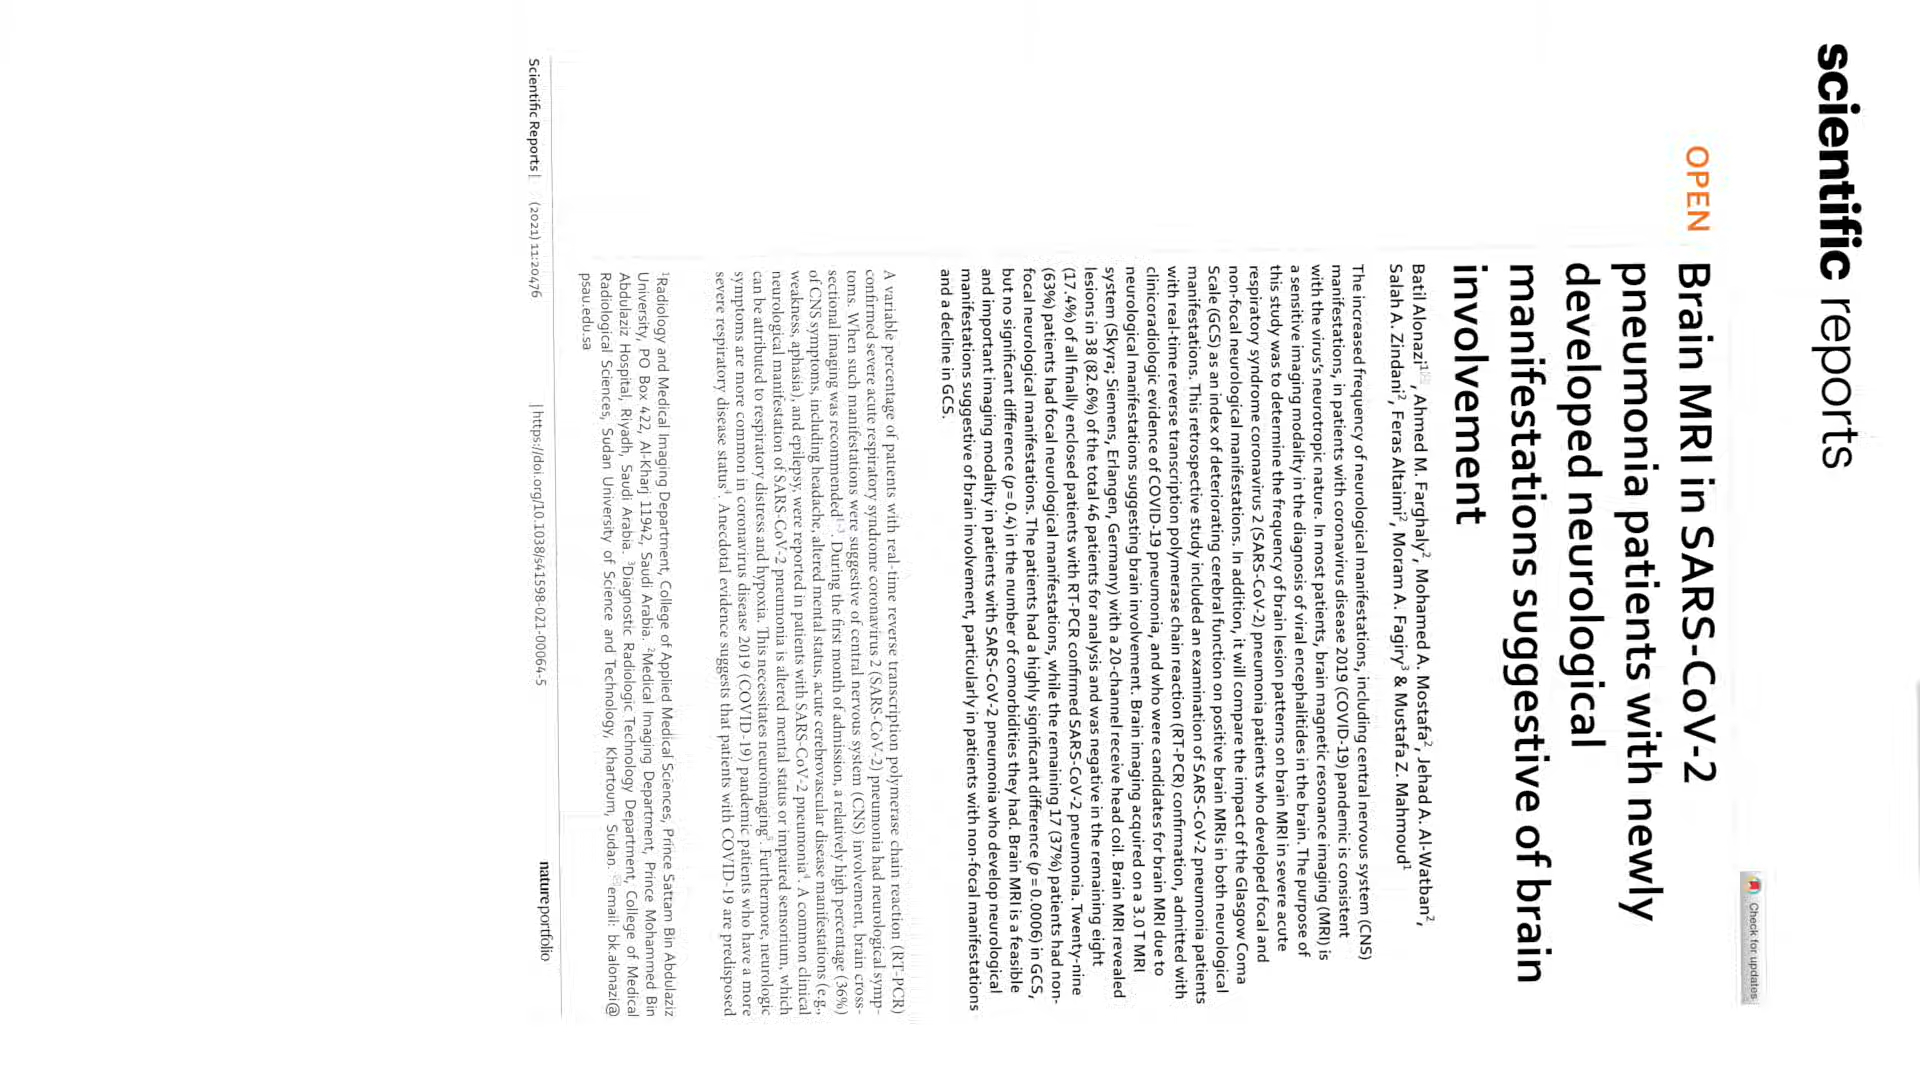 scientific reports
Check for updates
OPEN
Brain MRI in SARS-CoV-2
pneumonia patients with newly
developed neurological
manifestations suggestive of brain
involvement
Batil Alonazi¹, Ahmed M. Farghaly², Mohamed A. Mostafa², Jehad A. Al-Watban²,
Salah A. Zindani², Feras Altaimi², Moram A. Fagiry³ & Mustafa Z. Mahmoud¹
The increased frequency of neurological manifestations, including central nervous system (CNS)
manifestations, in patients with coronavirus disease 2019 (COVID-19) pandemic is consistent
with the virus's neurotropic nature. In most patients, brain magnetic resonance imaging (MRI) is
a sensitive imaging modality in the diagnosis of viral encephalitides in the brain. The purpose of
this study was to determine the frequency of brain lesion patterns on brain MRI in severe acute
respiratory syndrome coronavirus 2 (SARS-CoV-2) pneumonia patients who developed focal and
non-focal neurological manifestations. In addition, it will compare the impact of the Glasgow Coma
Scale (GCS) as an index of deteriorating cerebral function on positive brain MRIs in both neurological
manifestations. This retrospective study included an examination of SARS-CoV-2 pneumonia patients
with real-time reverse transcription polymerase chain reaction (RT-PCR) confirmation, admitted with
clinicoradiologic evidence of COVID-19 pneumonia, and who were candidates for brain MRI due to
neurological manifestations suggesting brain involvement. Brain imaging acquired on a 3.0 T MRI
system (Skyra; Siemens, Erlangen, Germany) with a 20-channel receive head coil. Brain MRI revealed
lesions in 38 (82.6%) of the total 46 patients for analysis and was negative in the remaining eight
(17.4%) of all finally enclosed patients with RT-PCR confirmed SARS-CoV-2 pneumonia. Twenty-nine
(63%) patients had focal neurological manifestations, while the remaining 17 (37%) patients had non-
focal neurological manifestations. The patients had a highly significant difference (p = 0.0006) in GCS,
but no significant difference (p = 0.4) in the number of comorbidities they had. Brain MRI is a feasible
and important imaging modality in patients with SARS-CoV-2 pneumonia who develop neurological
manifestations suggestive of brain involvement, particularly in patients with non-focal manifestations
and a decline in GCS.
A variable percentage of patients with real-time reverse transcription polymerase chain reaction (RT-PCR)
confirmed severe acute respiratory syndrome coronavirus 2 (SARS-CoV-2) pneumonia had neurological symp-
toms. When such manifestations were suggestive of central nervous system (CNS) involvement, brain cross-
sectional imaging was recommended¹⁻³. During the first month of admission, a relatively high percentage (36%)
of CNS symptoms, including headache, altered mental status, acute cerebrovascular disease manifestations (e.g.,
weakness, aphasia), and epilepsy, were reported in patients with SARS-CoV-2 pneumonia⁴. A common clinical
neurological manifestation of SARS-CoV-2 pneumonia is altered mental status or impaired sensorium, which
can be attributed to respiratory distress and hypoxia. This necessitates neuroimaging⁵. Furthermore, neurologic
symptoms are more common in coronavirus disease 2019 (COVID-19) pandemic patients who have a more
severe respiratory disease status⁴. Anecdotal evidence suggests that patients with COVID-19 are predisposed
¹Radiology and Medical Imaging Department, College of Applied Medical Sciences, Prince Sattam Bin Abdulaziz
University, PO Box 422, Al-Kharj 11942, Saudi Arabia. ²Medical Imaging Department, Prince Mohammed Bin
Abdulaziz Hospital, Riyadh, Saudi Arabia. ³Diagnostic Radiologic Technology Department, College of Medical
Radiological Sciences, Sudan University of Science and Technology, Khartoum, Sudan. email: bk.alonazi@
psau.edu.sa
Scientific Reports | (2021) 11:20476 | https://doi.org/10.1038/s41598-021-00064-5 nature portfolio